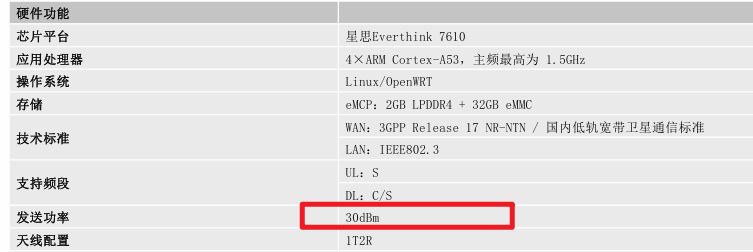 硬件功能
芯片平台 星思Everthink 7610
应用处理器 4×ARM Cortex-A53，主频最高为 1.5GHz
操作系统 Linux/OpenWRT
存储 eMCP：2GB LPDDR4 + 32GB eMMC
技术标准 WAN：3GPP Release 17 NR-NTN / 国内低轨宽带卫星通信标准
LAN：IEEE802.3
支持频段 UL：S
DL：C/S
发送功率 30dBm
天线配置 1T2R